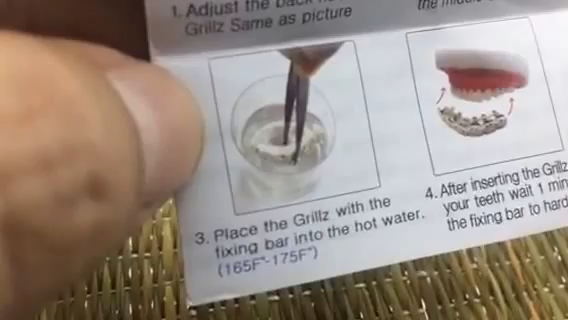 1. Adjust the back
Grillz Same as picture
the
3. Place the Grillz with the
fixing bar into the hot water.
(165F°-175F°)
4. After inserting the Grillz
your teeth wait 1 min
the fixing bar to hard